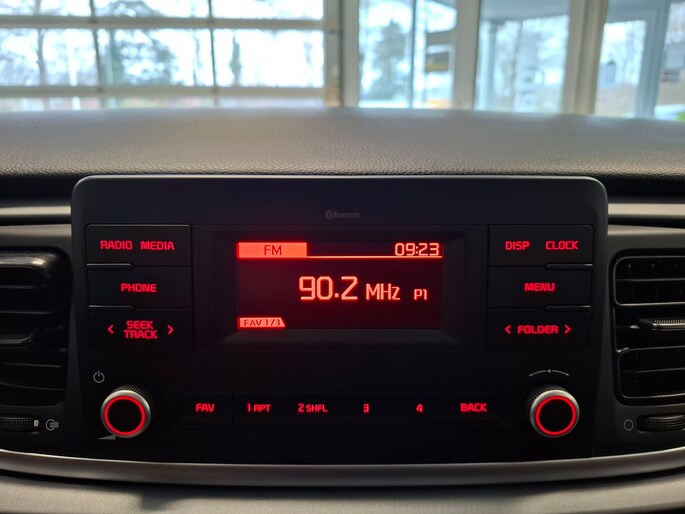 Bluetooth
RADIO MEDIA
FM 09:23
DISP CLOCK
PHONE
90.2 MHz P1
MENU
< SEEK TRACK >
FAV 1/3
< FOLDER >
FAV 1 RPT 2 SHFL 3 4 BACK